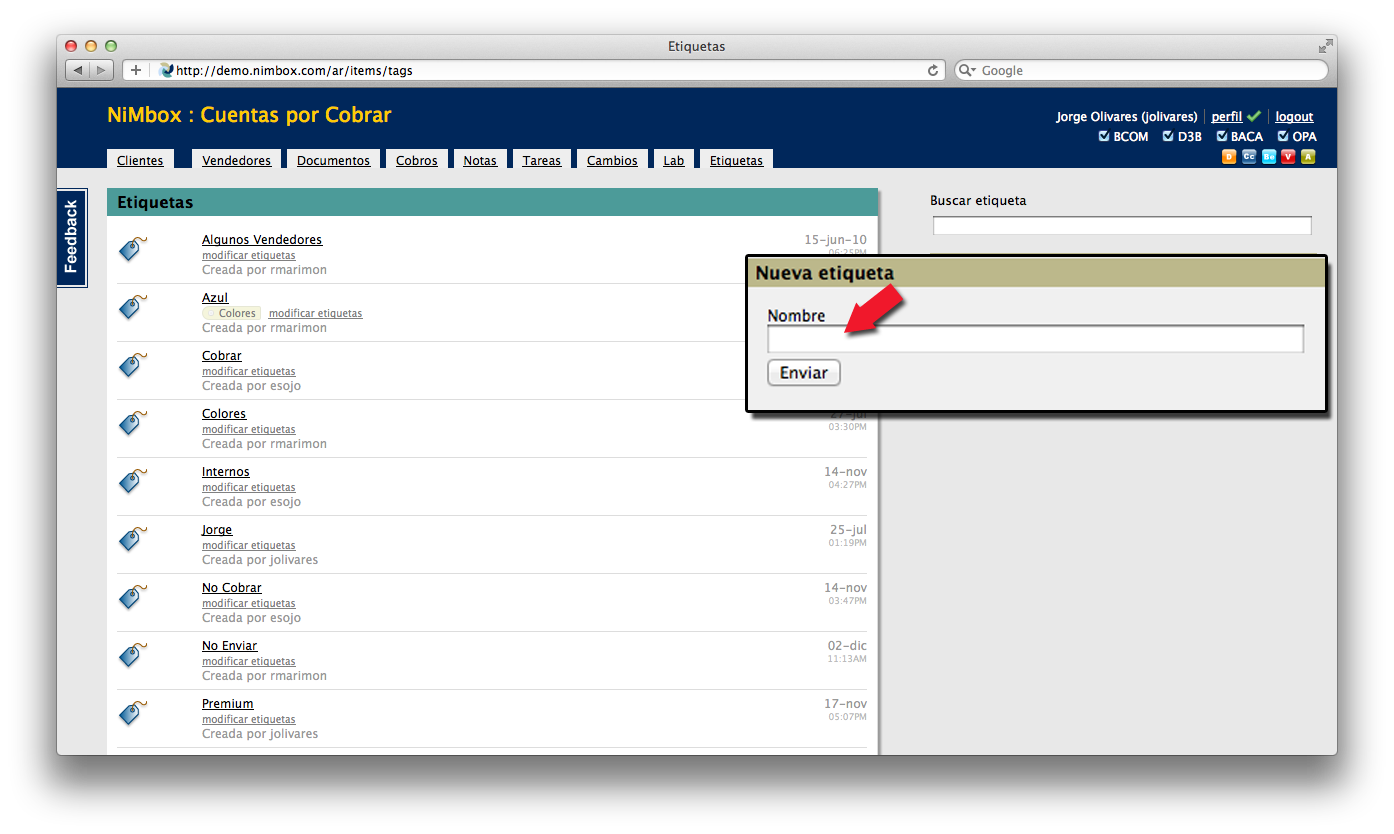 Etiquetas
http://demo.nimbox.com/ar/items/tags
Google
NiMbox : Cuentas por Cobrar
Jorge Olivares (jolivares) perfil logout
BCOM D3B BACA OPA
D Cc Be V A
Clientes Vendedores Documentos Cobros Notas Tareas Cambios Lab Etiquetas
Feedback
Etiquetas
Algunos Vendedores 15-jun-10
modificar etiquetas 06:25PM
Creada por rmarimon
Azul
Colores modificar etiquetas
Creada por rmarimon
Cobrar
modificar etiquetas
Creada por esojo
Colores 27-jul
modificar etiquetas 03:30PM
Creada por rmarimon
Internos 14-nov
modificar etiquetas 04:27PM
Creada por esojo
Jorge 25-jul
modificar etiquetas 01:19PM
Creada por jolivares
No Cobrar 14-nov
modificar etiquetas 03:47PM
Creada por esojo
No Enviar 02-dic
modificar etiquetas 11:13AM
Creada por rmarimon
Premium 17-nov
modificar etiquetas 05:07PM
Creada por jolivares
Buscar etiqueta
Nueva etiqueta
Nombre
Enviar